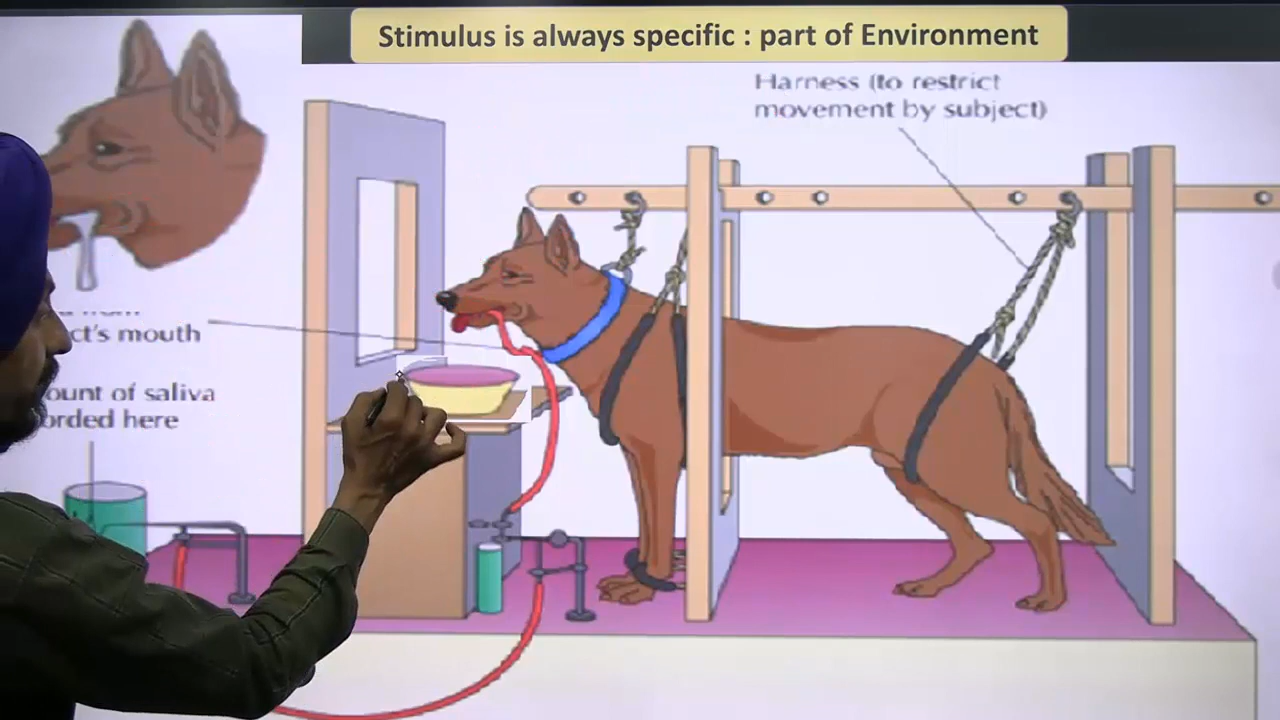 Stimulus is always specific : part of Environment
Harness (to restrict
movement by subject)
ct's mouth
ount of saliva
orded here